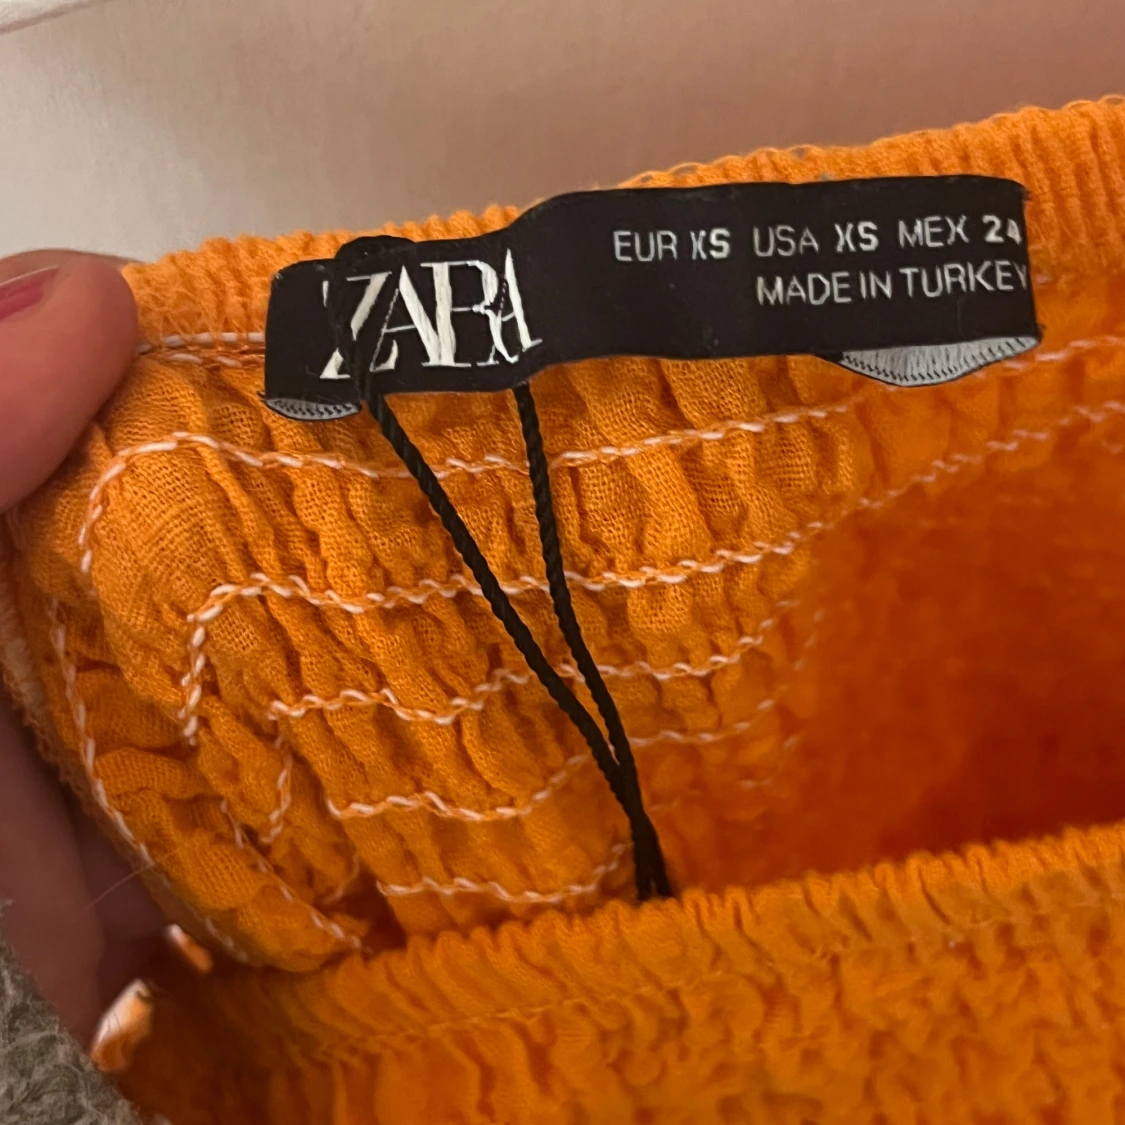 ZARA
EUR XS USA XS MEX 24
MADE IN TURKEY